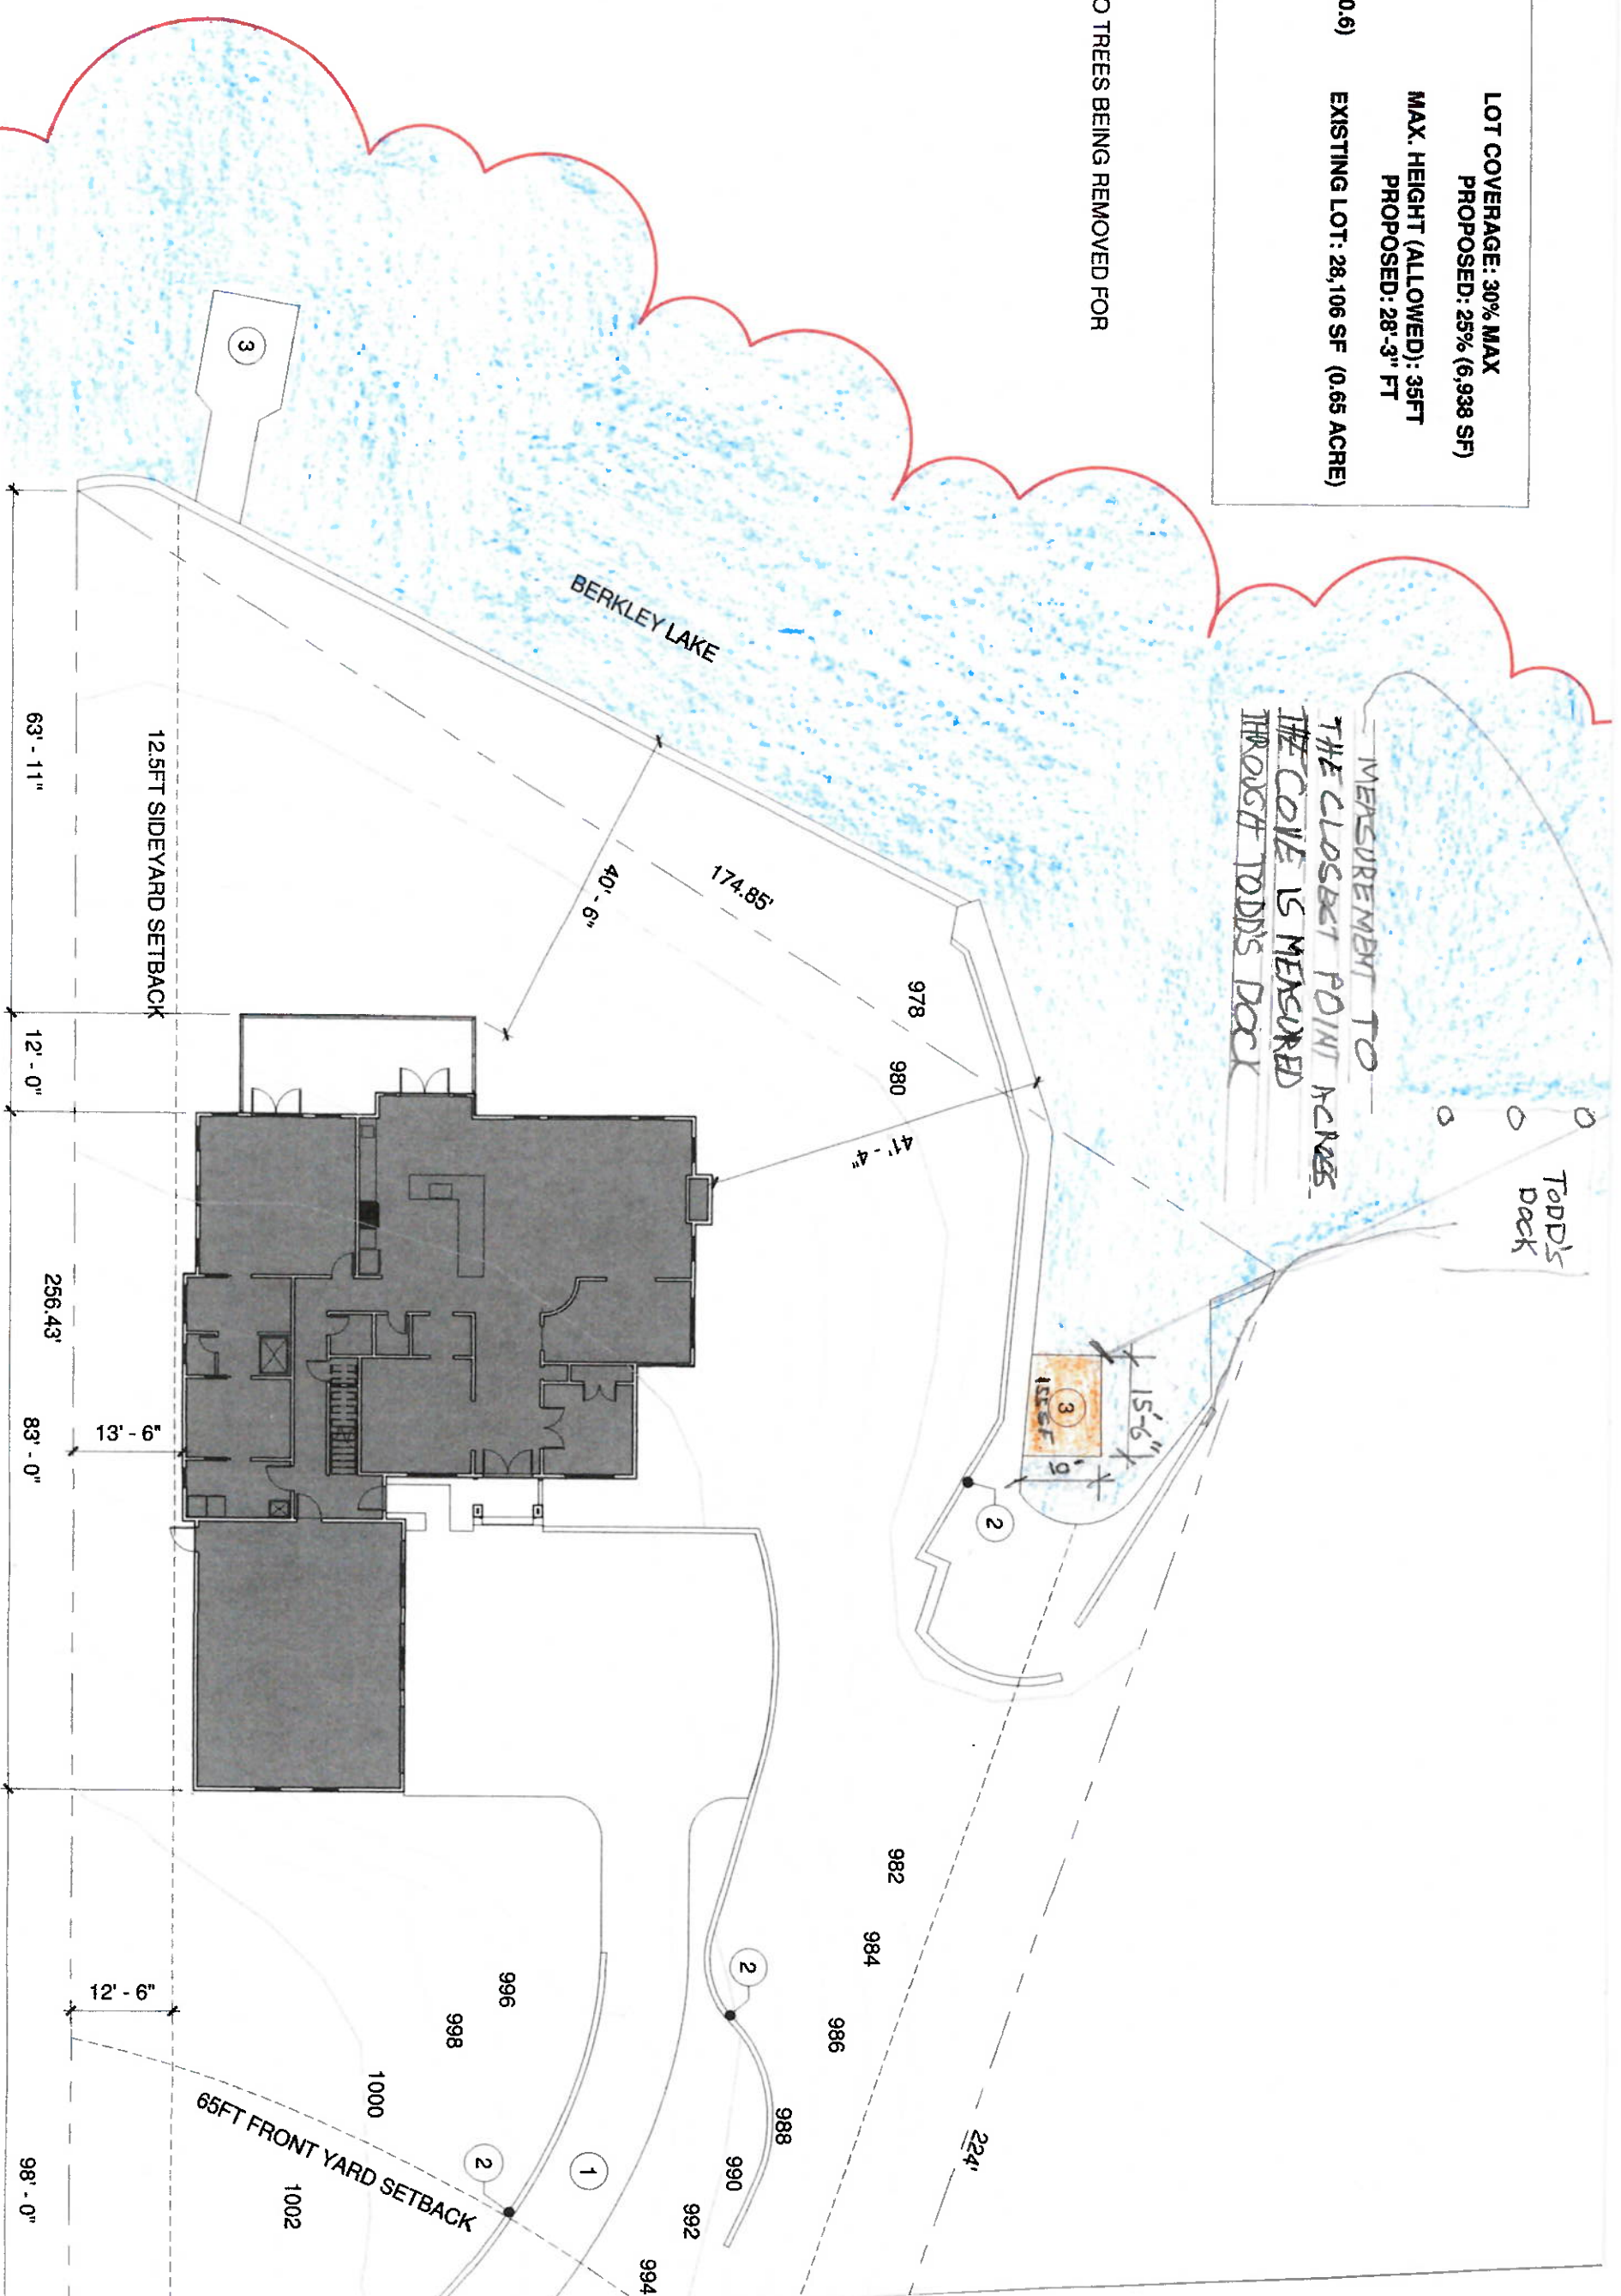 LOT COVERAGE: 30% MAX
PROPOSED: 25% (6,938 SF)
MAX. HEIGHT (ALLOWED): 35FT
PROPOSED: 28'-3" FT
0.6) EXISTING LOT: 28,106 SF (0.65 ACRE)
O TREES BEING REMOVED FOR
MEASUREMENT TO
THE CLOSEST POINT ACROSS
THE COVE IS MEASURED
THROUGH TODD'S DOCK
TODD'S
DOCK
BERKLEY LAKE
3
174.85'
40' - 6"
41' - 4"
978
980
3
155 SF
15'-6"
2
12.5FT SIDEYARD SETBACK
63' - 11"
12' - 0"
256.43'
83' - 0"
13' - 6"
12' - 6"
98' - 0"
982
984
986
988
990
992
994
996
998
1000
1002
2
2
1
65FT FRONT YARD SETBACK
224'